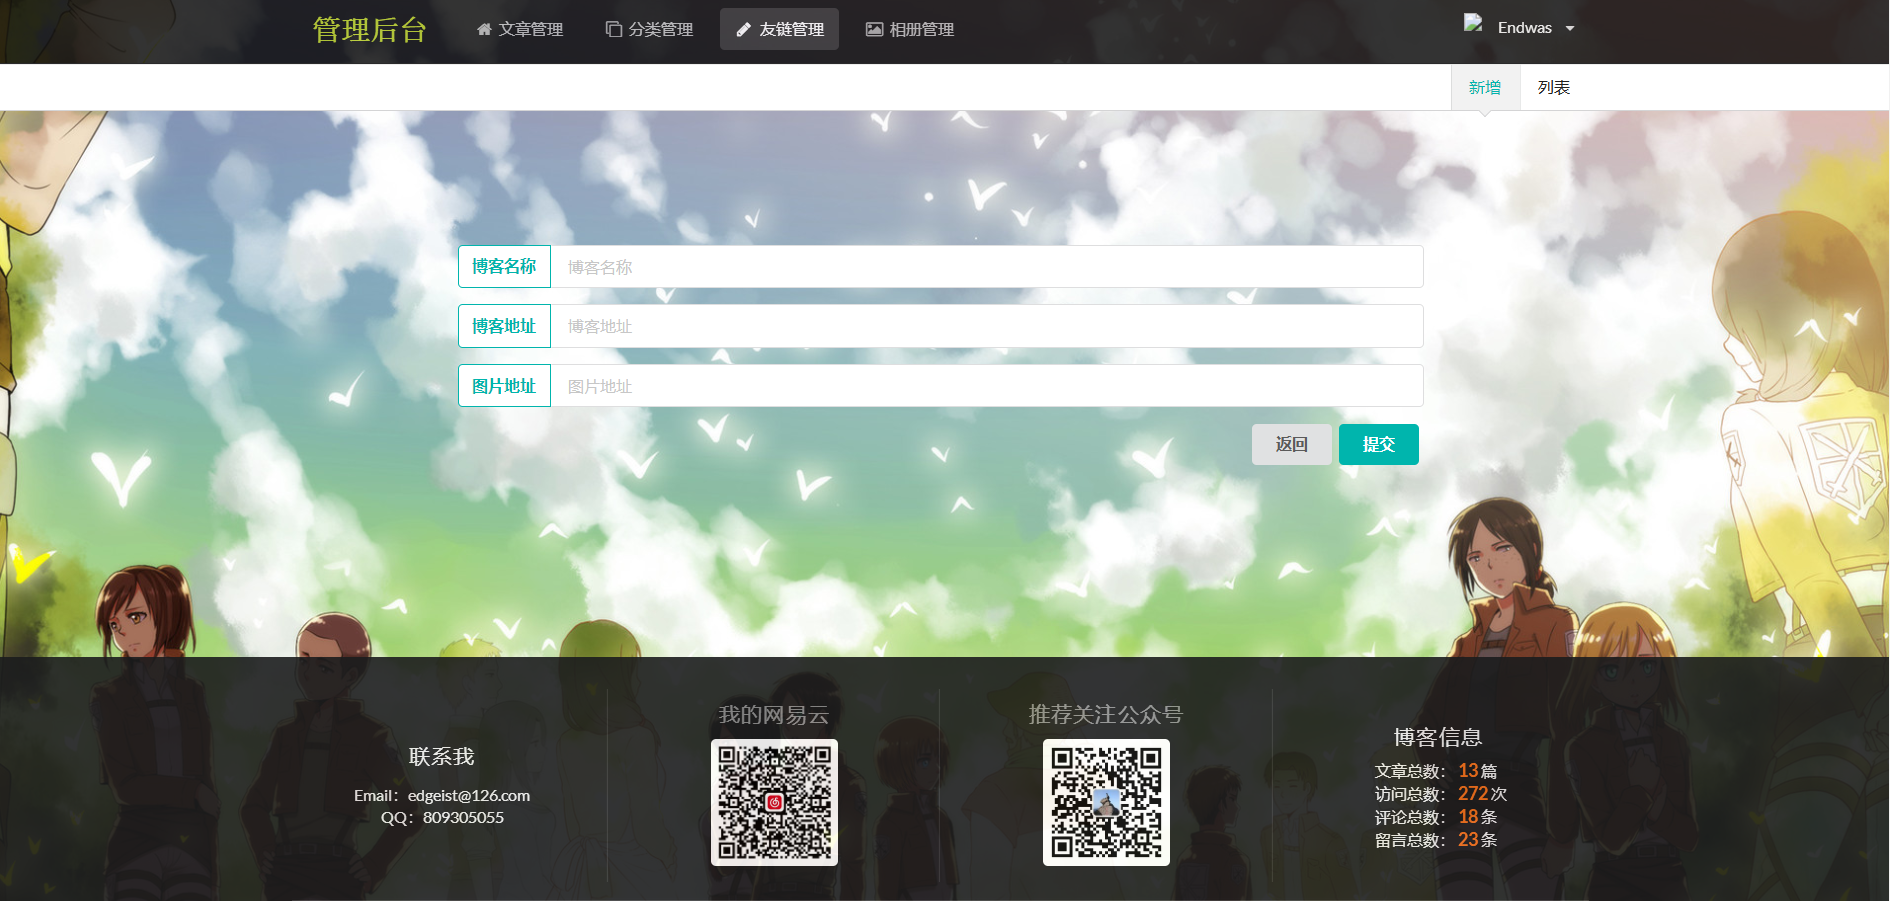 管理后台 文章管理 分类管理 友链管理 相册管理 Endwas
新增 列表
博客名称 博客名称
博客地址 博客地址
图片地址 图片地址
返回 提交
联系我
Email：edgeist@126.com
QQ：809305055
我的网易云
推荐关注公众号
博客信息
文章总数：13篇
访问总数：272次
评论总数：18条
留言总数：23条